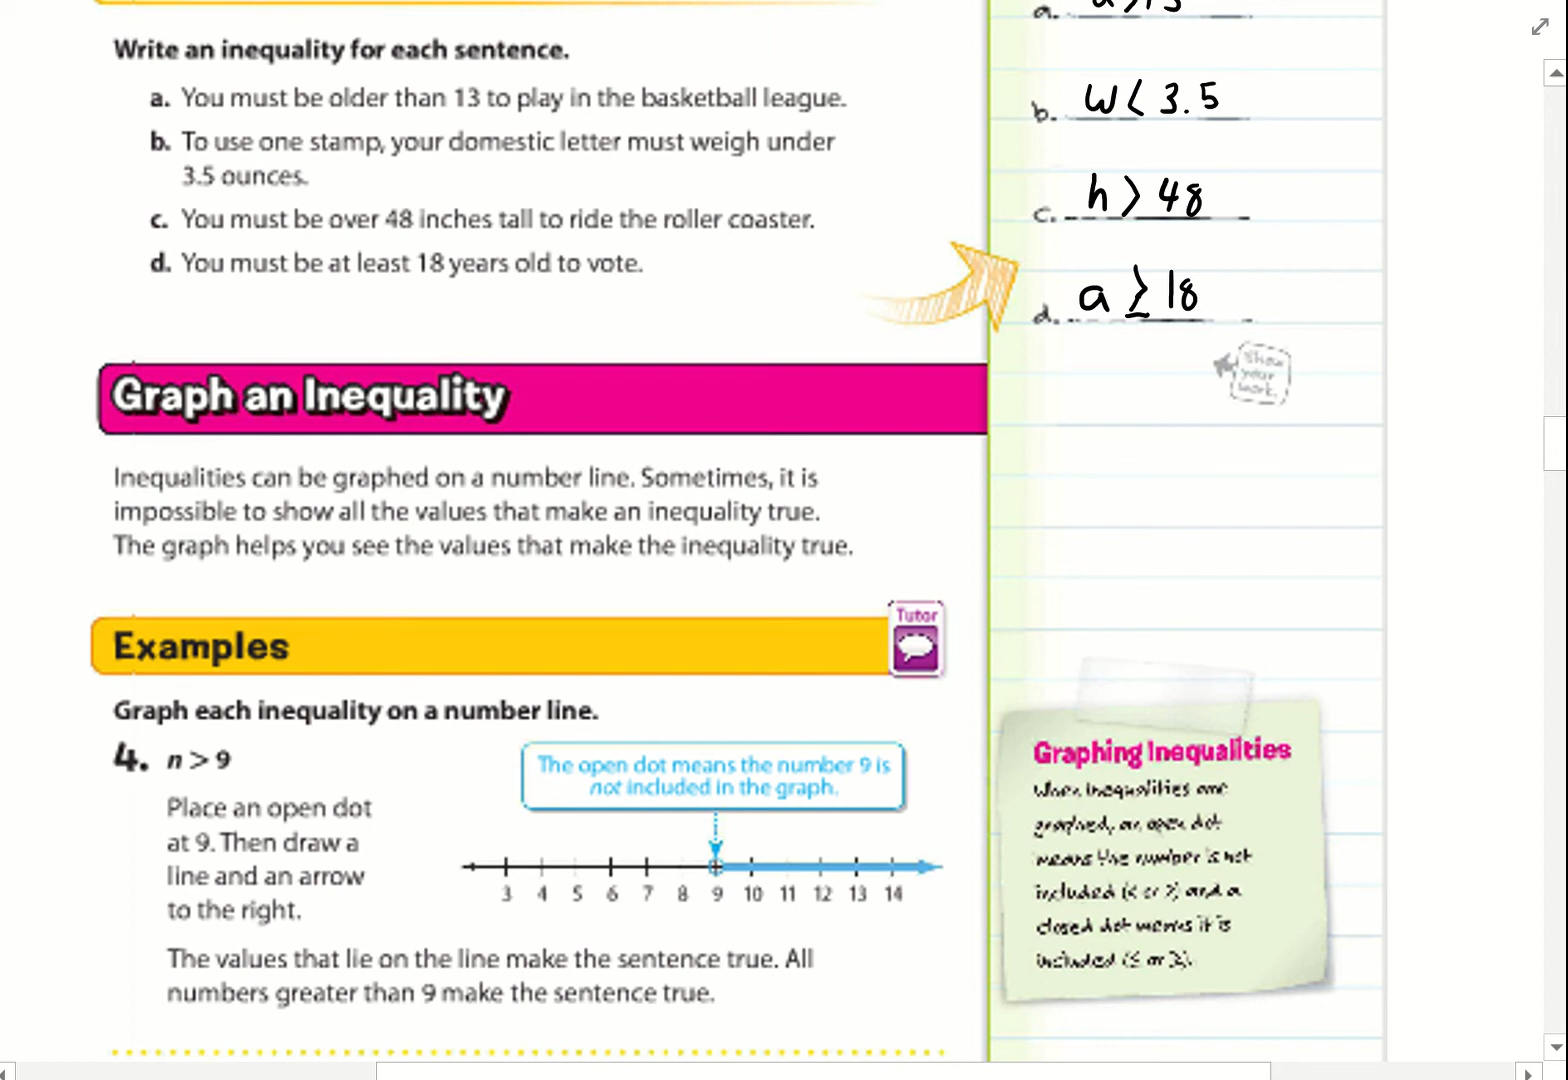 Write an inequality for each sentence.
a. You must be older than 13 to play in the basketball league.
b. To use one stamp, your domestic letter must weigh under
3.5 ounces.
c. You must be over 48 inches tall to ride the roller coaster.
d. You must be at least 18 years old to vote.
a.
b. w < 3.5
c. h > 48
d. a ≥ 18
Show
your
work.
Graph an Inequality
Inequalities can be graphed on a number line. Sometimes, it is
impossible to show all the values that make an inequality true.
The graph helps you see the values that make the inequality true.
Examples
Tutor
Graph each inequality on a number line.
4. n > 9
The open dot means the number 9 is
not included in the graph.
Place an open dot
at 9. Then draw a
line and an arrow
to the right.
3 4 5 6 7 8 9 10 11 12 13 14
The values that lie on the line make the sentence true. All
numbers greater than 9 make the sentence true.
Graphing Inequalities
When inequalities are
graphed, an open dot
means the number is not
included (< or >) and a
closed dot means it is
included (≤ or ≥).